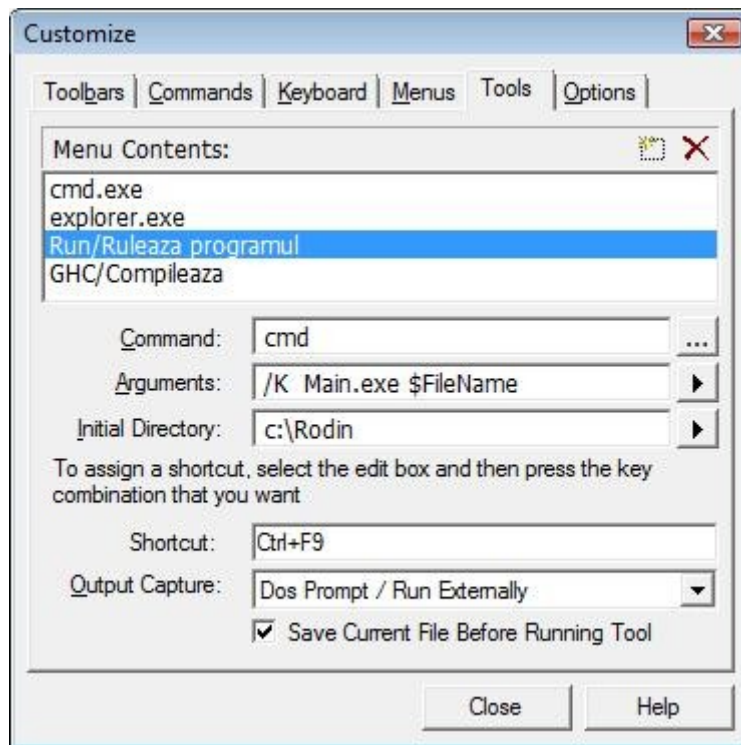 Customize
Toolbars Commands Keyboard Menus Tools Options
Menu Contents:
cmd.exe
explorer.exe
Run/Ruleaza programul
GHC/Compileaza
Command: cmd ...
Arguments: /K Main.exe $FileName
Initial Directory: c:\Rodin
To assign a shortcut, select the edit box and then press the key
combination that you want
Shortcut: Ctrl+F9
Output Capture: Dos Prompt / Run Externally
Save Current File Before Running Tool
Close Help